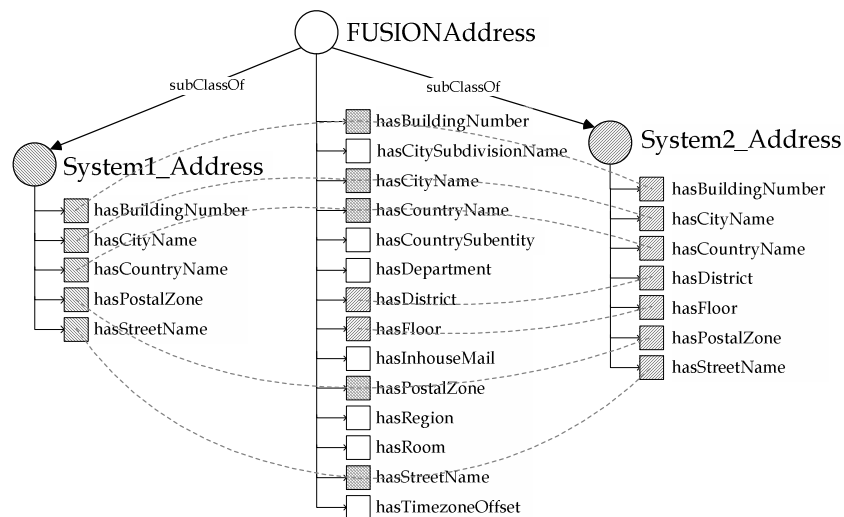 FUSIONAddress
subClassOf
subClassOf
System1_Address
hasBuildingNumber
hasCityName
hasCountryName
hasPostalZone
hasStreetName
hasBuildingNumber
hasCitySubdivisionName
hasCityName
hasCountryName
hasCountrySubentity
hasDepartment
hasDistrict
hasFloor
hasInhouseMail
hasPostalZone
hasRegion
hasRoom
hasStreetName
hasTimezoneOffset
System2_Address
hasBuildingNumber
hasCityName
hasCountryName
hasDistrict
hasFloor
hasPostalZone
hasStreetName